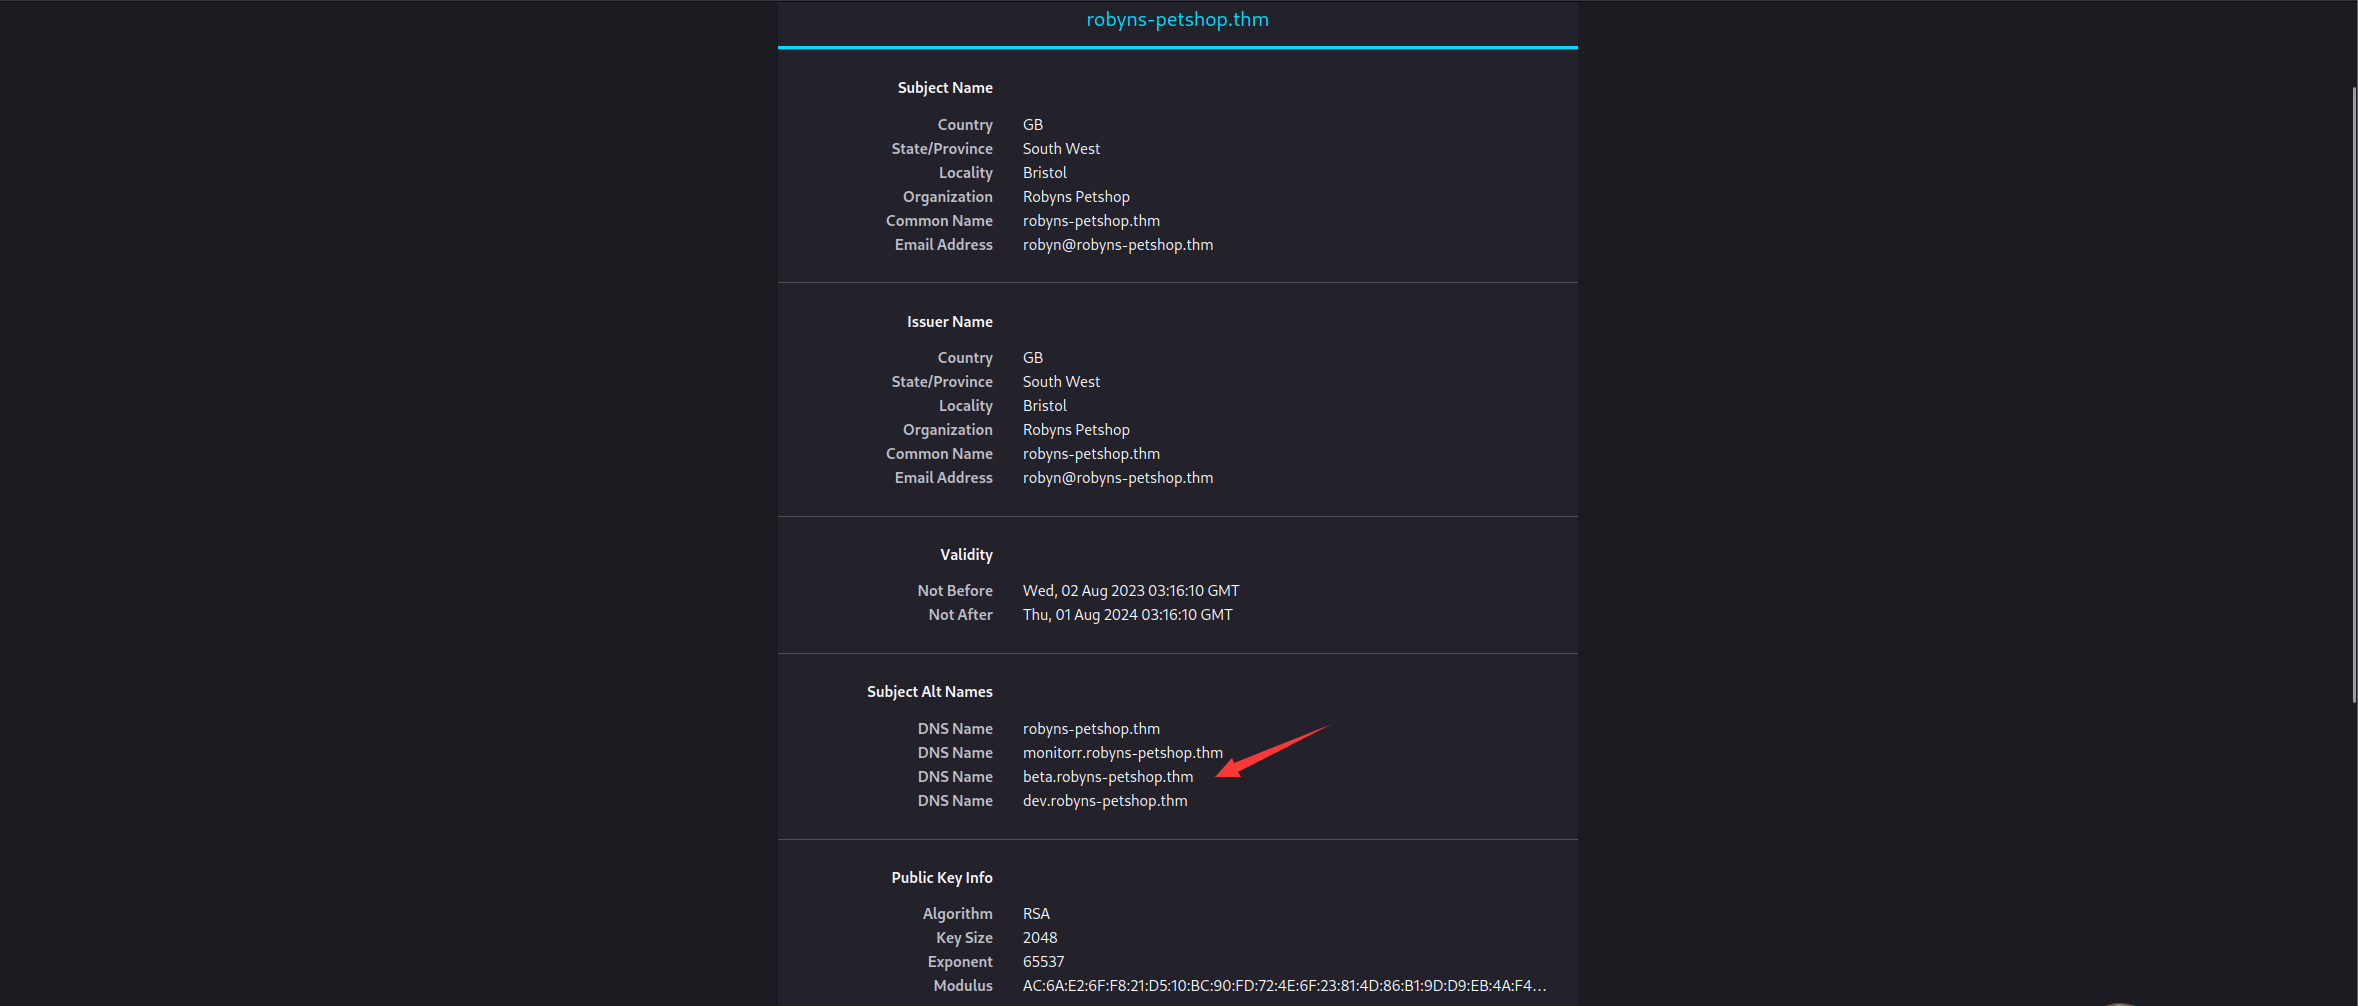 robyns-petshop.thm
Subject Name
Country GB
State/Province South West
Locality Bristol
Organization Robyns Petshop
Common Name robyns-petshop.thm
Email Address robyn@robyns-petshop.thm
Issuer Name
Country GB
State/Province South West
Locality Bristol
Organization Robyns Petshop
Common Name robyns-petshop.thm
Email Address robyn@robyns-petshop.thm
Validity
Not Before Wed, 02 Aug 2023 03:16:10 GMT
Not After Thu, 01 Aug 2024 03:16:10 GMT
Subject Alt Names
DNS Name robyns-petshop.thm
DNS Name monitorr.robyns-petshop.thm
DNS Name beta.robyns-petshop.thm
DNS Name dev.robyns-petshop.thm
Public Key Info
Algorithm RSA
Key Size 2048
Exponent 65537
Modulus AC:6A:E2:6F:F8:21:D5:10:BC:90:FD:72:4E:6F:23:81:4D:86:B1:9D:D9:EB:4A:F4…